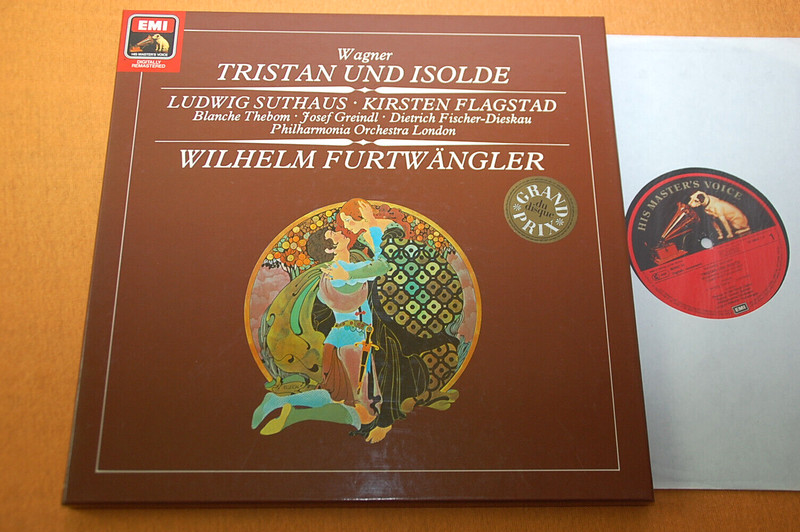 EMI
HIS MASTER'S VOICE
DIGITALLY
REMASTERED
Wagner
TRISTAN UND ISOLDE
LUDWIG SUTHAUS · KIRSTEN FLAGSTAD
Blanche Thebom · Josef Greindl · Dietrich Fischer-Dieskau
Philharmonia Orchestra London
WILHELM FURTWÄNGLER
GRAND
du
disque
PRIX
HIS MASTER'S VOICE
EMI